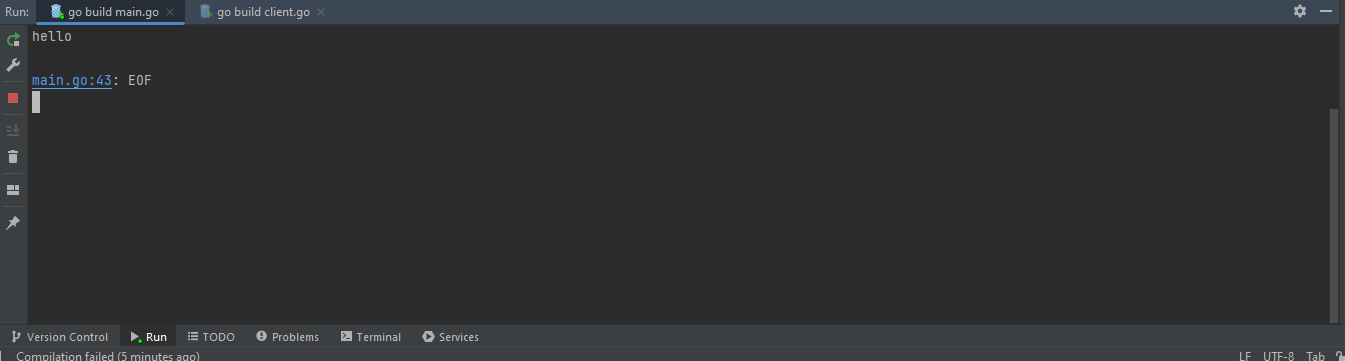 Run: go build main.go go build client.go
hello
main.go:43: EOF
Version Control Run TODO Problems Terminal Services
Compilation failed (5 minutes ago) LF UTF-8 Tab